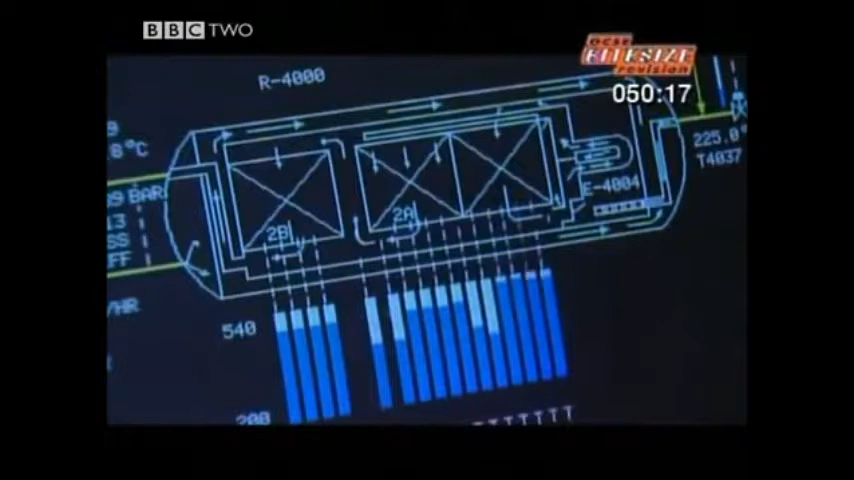 BBC TWO
gcse
BITESIZE
revision
050:17
R-4000
8°C
225.0°
T4037
09 BAR
13
SS
FF
E-4004
2B
2A
/HR
540
200
T T T T T T